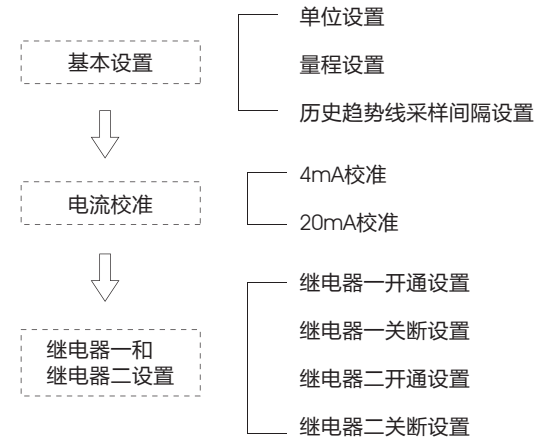 基本设置
单位设置
量程设置
历史趋势线采样间隔设置
电流校准
4mA校准
20mA校准
继电器一和
继电器二设置
继电器一开通设置
继电器一关断设置
继电器二开通设置
继电器二关断设置